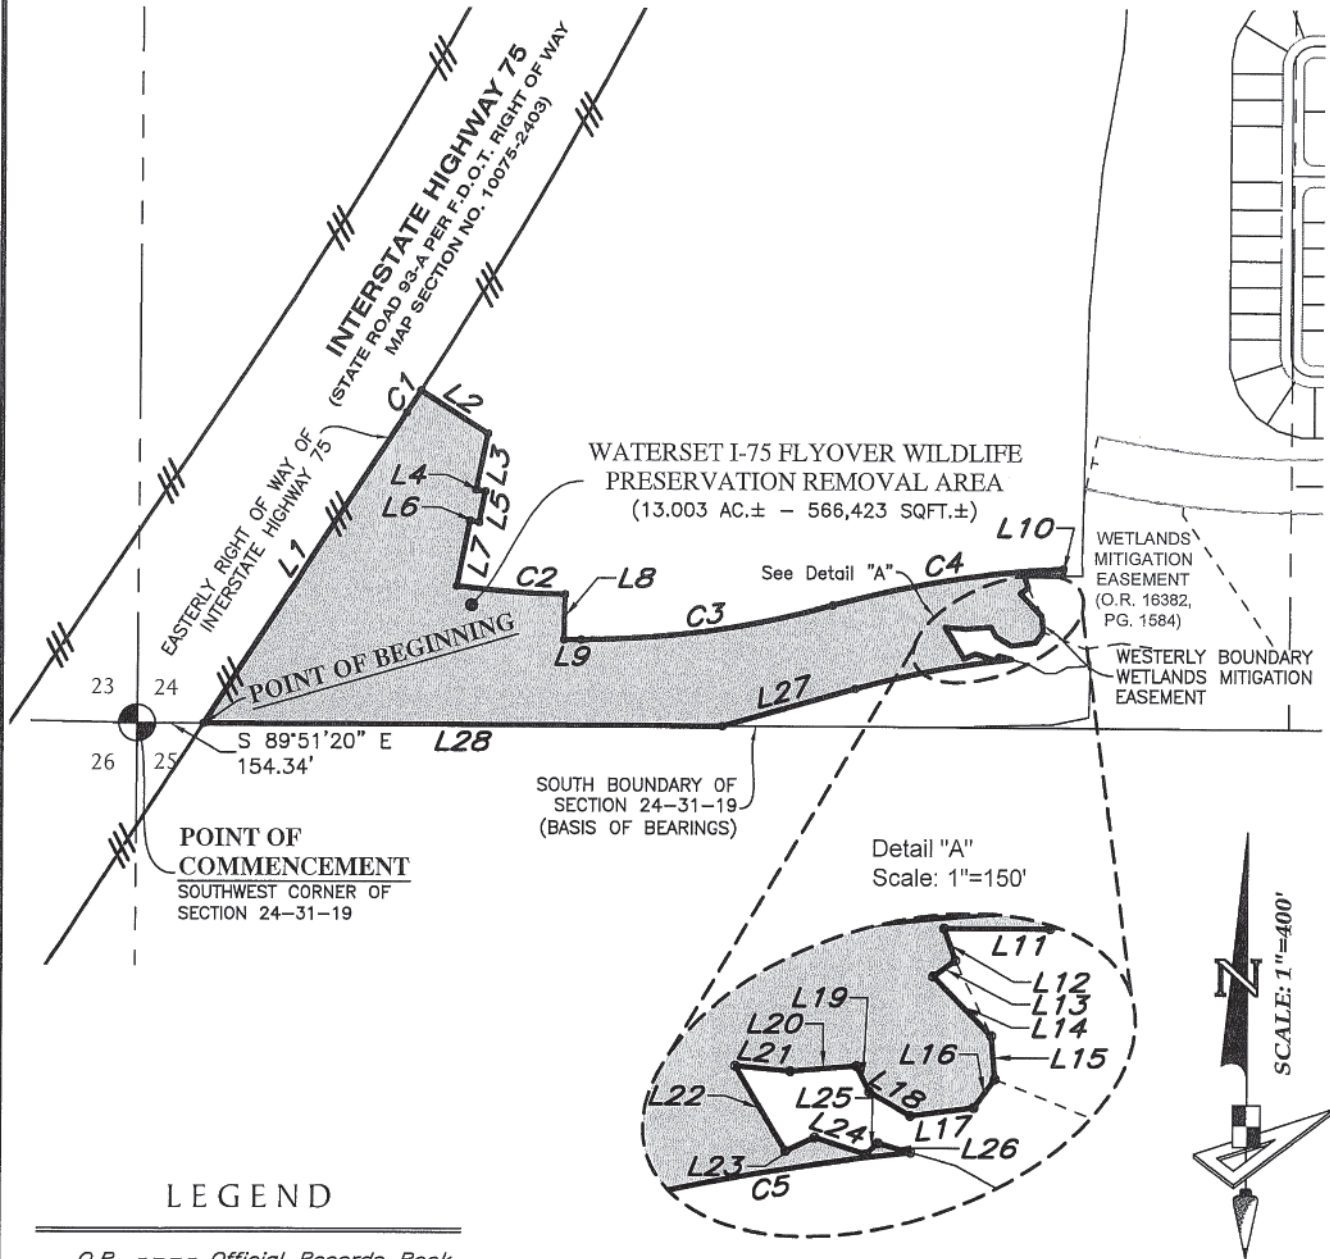 INTERSTATE HIGHWAY 75
(STATE ROAD 93-A PER F.D.O.T. RIGHT OF WAY
MAP SECTION NO. 10075-2403)
EASTERLY RIGHT OF WAY OF
INTERSTATE HIGHWAY 75
C1
L2
L3
L4
L5
L6
L7
L1
C2
L8
L9
C3
C4
L10
WATERSET I-75 FLYOVER WILDLIFE
PRESERVATION REMOVAL AREA
(13.003 AC.± – 566,423 SQFT.±)
See Detail "A"
WETLANDS
MITIGATION
EASEMENT
(O.R. 16382,
PG. 1584)
WESTERLY BOUNDARY
WETLANDS MITIGATION
EASEMENT
POINT OF BEGINNING
L27
L28
23
24
26
25
S 89°51'20" E
154.34'
SOUTH BOUNDARY OF
SECTION 24-31-19
(BASIS OF BEARINGS)
POINT OF
COMMENCEMENT
SOUTHWEST CORNER OF
SECTION 24-31-19
Detail "A"
Scale: 1"=150'
L11
L12
L13
L14
L15
L16
L17
L18
L19
L20
L21
L22
L23
L24
L25
L26
C5
N
SCALE: 1"=400'
LEGEND
O.R. ---- Official Records Book